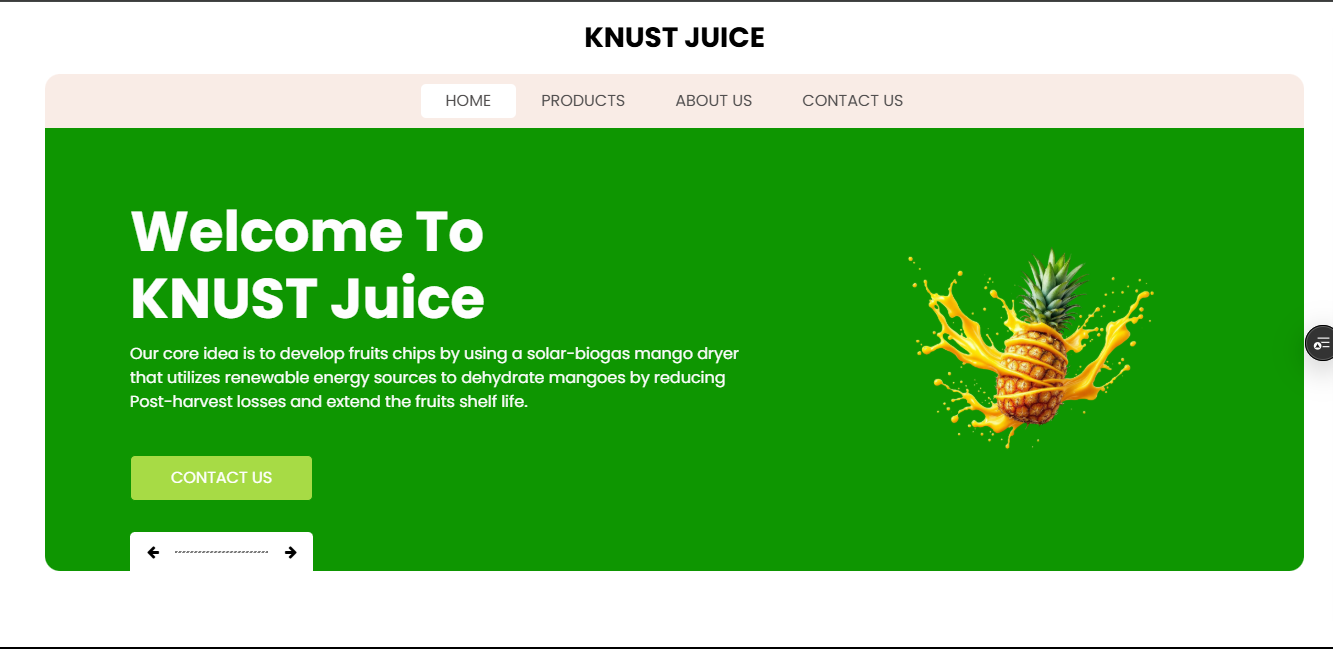 KNUST JUICE
HOME PRODUCTS ABOUT US CONTACT US
Welcome To
KNUST Juice
Our core idea is to develop fruits chips by using a solar-biogas mango dryer
that utilizes renewable energy sources to dehydrate mangoes by reducing
Post-harvest losses and extend the fruits shelf life.
CONTACT US